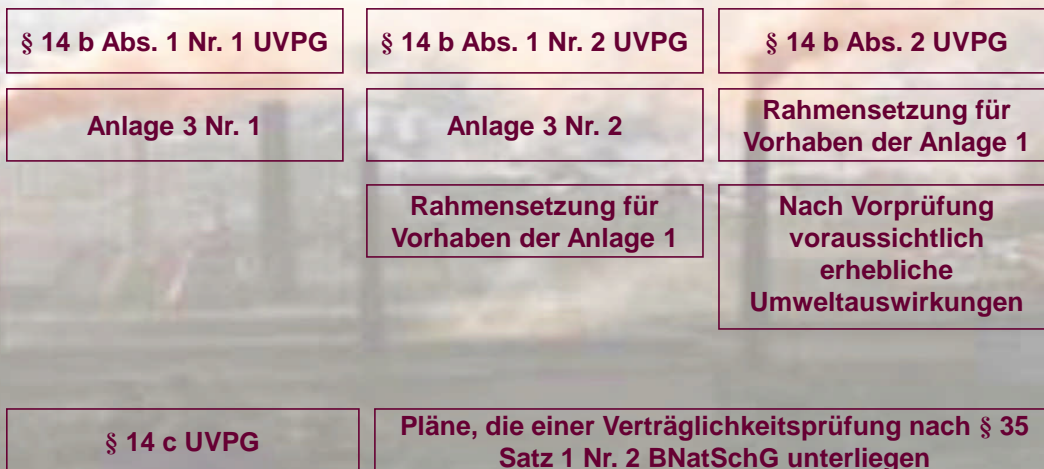 § 14 b Abs. 1 Nr. 1 UVPG
§ 14 b Abs. 1 Nr. 2 UVPG
§ 14 b Abs. 2 UVPG
Anlage 3 Nr. 1
Anlage 3 Nr. 2
Rahmensetzung für
Vorhaben der Anlage 1
Rahmensetzung für
Vorhaben der Anlage 1
Nach Vorprüfung
voraussichtlich
erhebliche
Umweltauswirkungen
§ 14 c UVPG
Pläne, die einer Verträglichkeitsprüfung nach § 35
Satz 1 Nr. 2 BNatSchG unterliegen